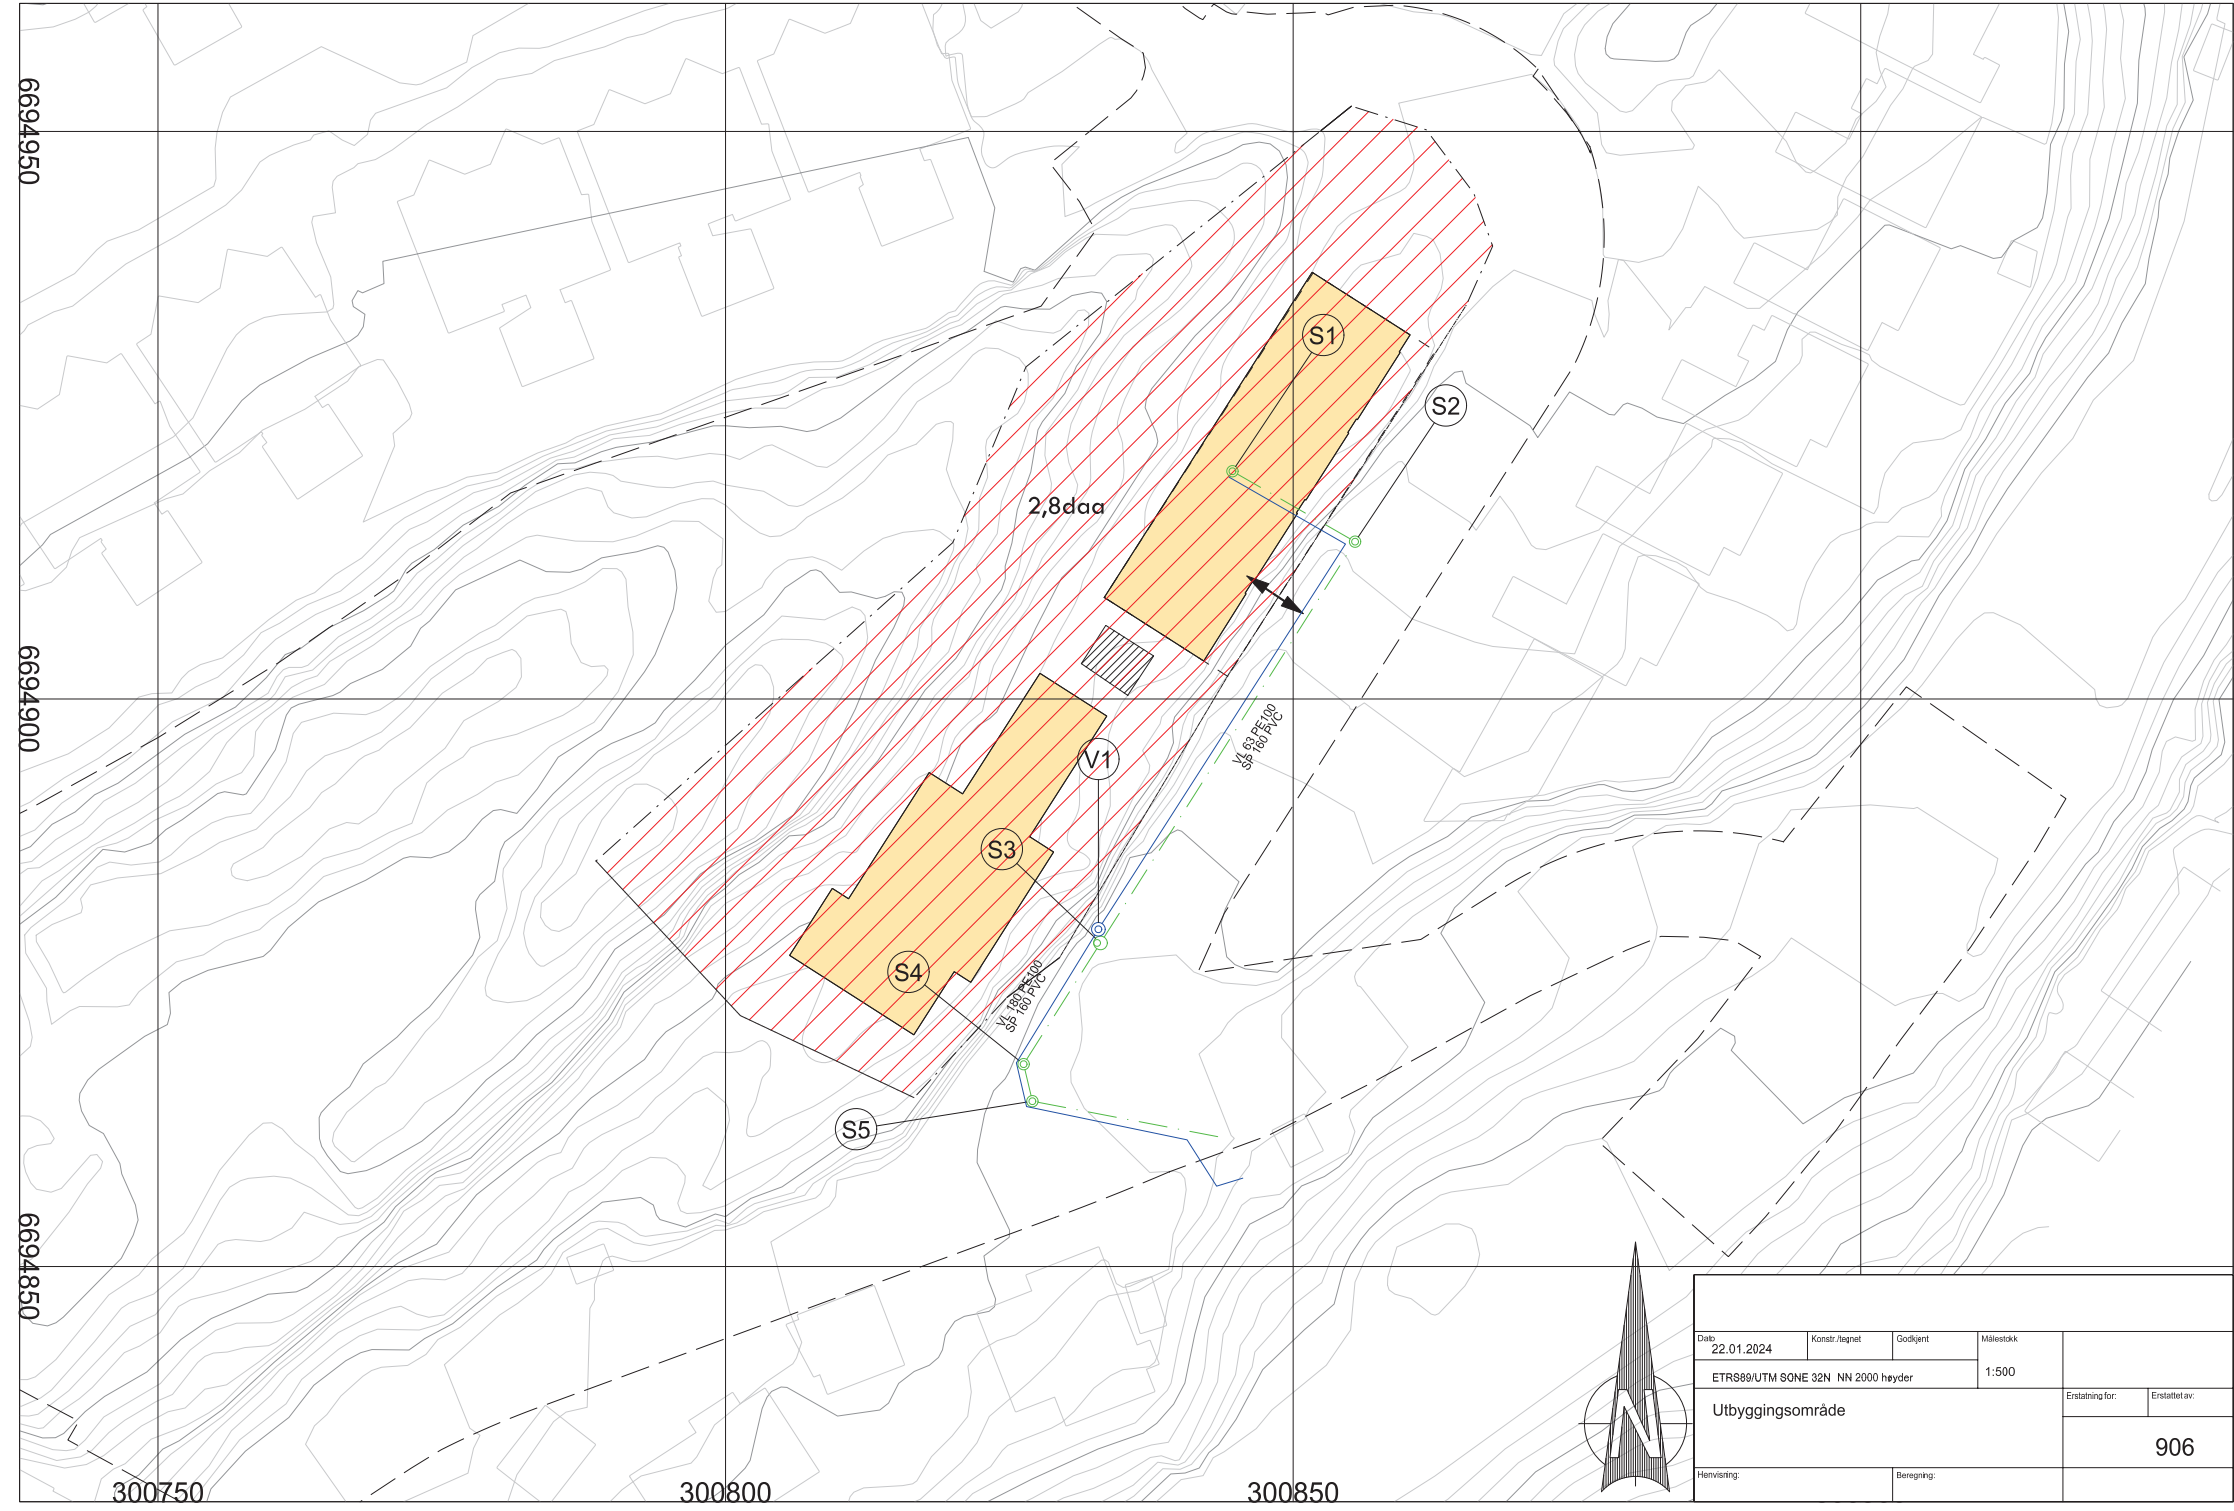 6694950
S1
S2
2,8daa
6694900
VL 63 PE100
SP 160 PVC
V1
S3
S4
VL 180 PE100
SP 160 PVC
S5
6694850
Dato
Konstr./tegnet
Godkjent
Målestokk
22.01.2024
1:500
ETRS89/UTM SONE 32N NN 2000 høyder
Erstatning for:
Erstattet av:
Utbyggingsområde
906
Henvisning:
Beregning:
N
300750
300800
300850